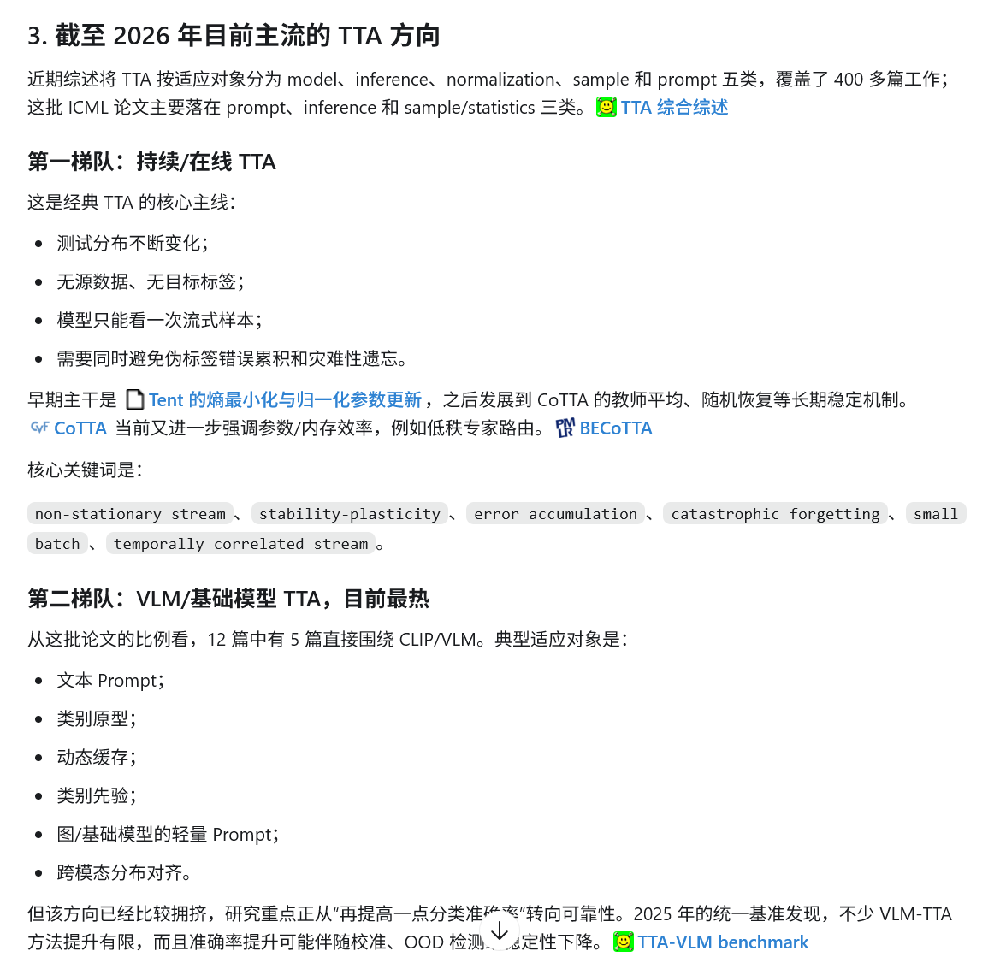 3. 截至 2026 年目前主流的 TTA 方向
近期综述将 TTA 按适应对象分为 model、inference、normalization、sample 和 prompt 五类，覆盖了 400 多篇工作；
这批 ICML 论文主要落在 prompt、inference 和 sample/statistics 三类。 TTA 综合综述
第一梯队：持续/在线 TTA
这是经典 TTA 的核心主线：
• 测试分布不断变化；
• 无源数据、无目标标签；
• 模型只能看一次流式样本；
• 需要同时避免伪标签错误累积和灾难性遗忘。
早期主干是 Tent 的熵最小化与归一化参数更新，之后发展到 CoTTA 的教师平均、随机恢复等长期稳定机制。
CVF CoTTA 当前又进一步强调参数/内存效率，例如低秩专家路由。 PMLR BECoTTA
核心关键词是：
non-stationary stream、stability-plasticity、error accumulation、catastrophic forgetting、small
batch、temporally correlated stream。
第二梯队：VLM/基础模型 TTA，目前最热
从这批论文的比例看，12 篇中有 5 篇直接围绕 CLIP/VLM。典型适应对象是：
• 文本 Prompt；
• 类别原型；
• 动态缓存；
• 类别先验；
• 图/基础模型的轻量 Prompt；
• 跨模态分布对齐。
但该方向已经比较拥挤，研究重点正从“再提高一点分类准确率”转向可靠性。2025 年的统一基准发现，不少 VLM-TTA
方法提升有限，而且准确率提升可能伴随校准、OOD 检测 定性下降。 TTA-VLM benchmark